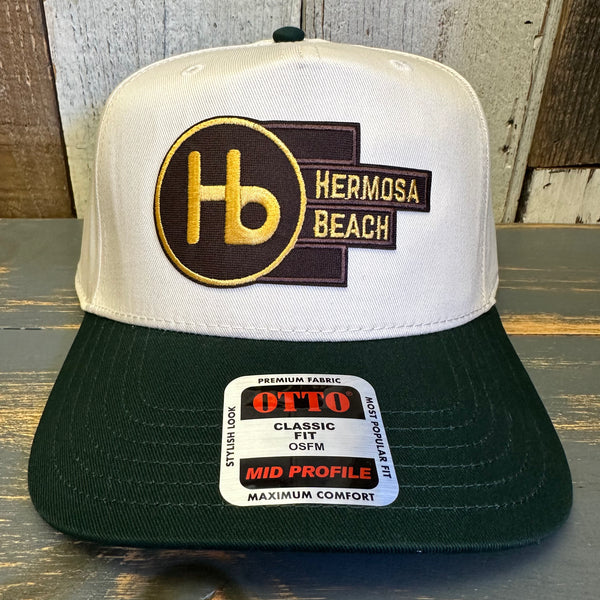 Hb
HERMOSA
BEACH
PREMIUM FABRIC
STYLISH LOOK
OTTO®
CLASSIC
FIT
OSFM
MID PROFILE
MOST POPULAR FIT
MAXIMUM COMFORT